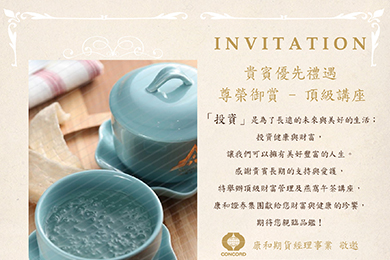 INVITATION
貴賓優先禮遇
尊榮御賞 – 頂級講座
「投資」是為了長遠的未來與美好的生活；
投資健康與財富，
讓我們可以擁有美好豐富的人生。
感謝貴賓長期的支持與愛護，
特舉辦頂級財富管理及燕窩午茶講座，
康和證券集團獻給您財富與健康的珍饗，
期待您親臨品鑑！
CONCORD
康和期貨經理事業 敬邀